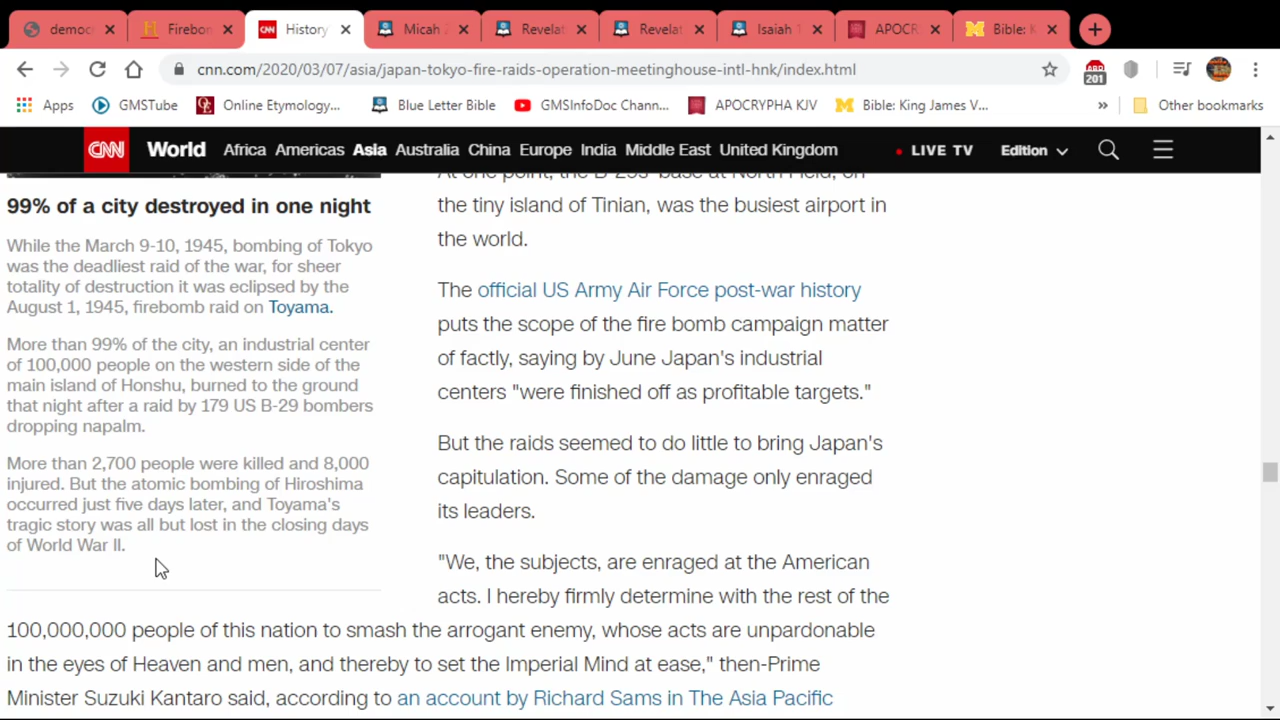 democ
Firebor
History
Micah 2
Revelat
Revelat
Isaiah 1
APOCR
Bible: K
cnn.com/2020/03/07/asia/japan-tokyo-fire-raids-operation-meetinghouse-intl-hnk/index.html
201
Apps
GMSTube
Online Etymology...
Blue Letter Bible
GMSInfoDoc Chann...
APOCRYPHA KJV
Bible: King James V...
»
Other bookmarks
CNN World Africa Americas Asia Australia China Europe India Middle East United Kingdom LIVE TV Edition
99% of a city destroyed in one night
While the March 9-10, 1945, bombing of Tokyo
was the deadliest raid of the war, for sheer
totality of destruction it was eclipsed by the
August 1, 1945, firebomb raid on Toyama.
More than 99% of the city, an industrial center
of 100,000 people on the western side of the
main island of Honshu, burned to the ground
that night after a raid by 179 US B-29 bombers
dropping napalm.
More than 2,700 people were killed and 8,000
injured. But the atomic bombing of Hiroshima
occurred just five days later, and Toyama's
tragic story was all but lost in the closing days
of World War II.
At one point, the B-29s' base at North Field, on
the tiny island of Tinian, was the busiest airport in
the world.
The official US Army Air Force post-war history
puts the scope of the fire bomb campaign matter
of factly, saying by June Japan's industrial
centers "were finished off as profitable targets."
But the raids seemed to do little to bring Japan's
capitulation. Some of the damage only enraged
its leaders.
"We, the subjects, are enraged at the American
acts. I hereby firmly determine with the rest of the
100,000,000 people of this nation to smash the arrogant enemy, whose acts are unpardonable
in the eyes of Heaven and men, and thereby to set the Imperial Mind at ease," then-Prime
Minister Suzuki Kantaro said, according to an account by Richard Sams in The Asia Pacific